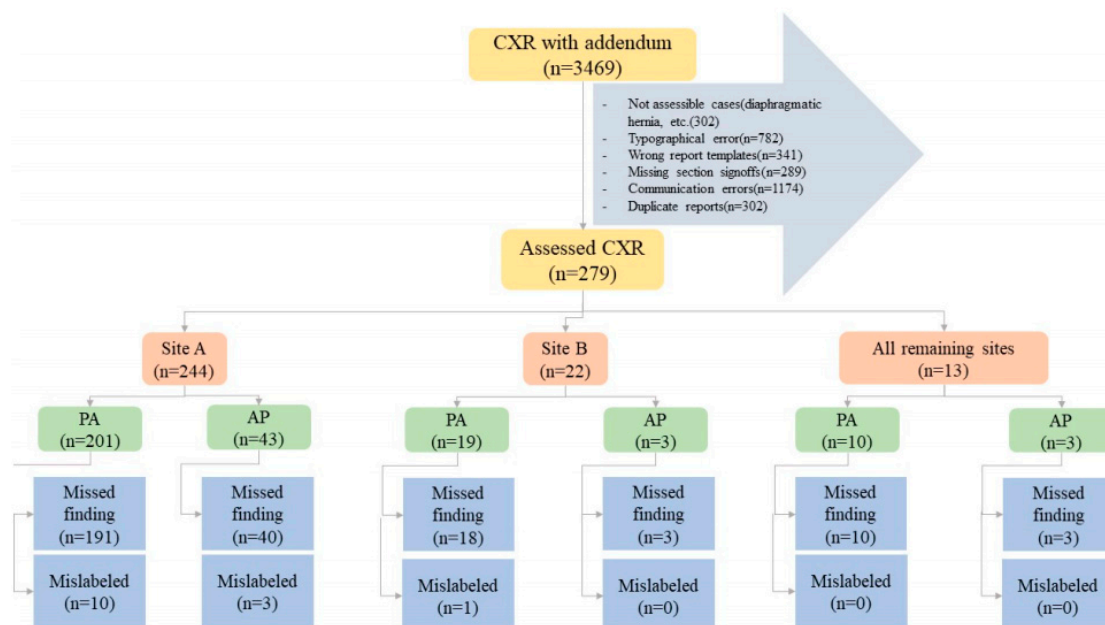 CXR with addendum
(n=3469)
- Not assessible cases(diaphragmatic
hernia, etc.(302)
- Typographical error(n=782)
- Wrong report templates(n=341)
- Missing section signoffs(n=289)
- Communication errors(n=1174)
- Duplicate reports(n=302)
Assessed CXR
(n=279)
Site A
(n=244)
Site B
(n=22)
All remaining sites
(n=13)
PA
(n=201)
AP
(n=43)
PA
(n=19)
AP
(n=3)
PA
(n=10)
AP
(n=3)
Missed
finding
(n=191)
Missed
finding
(n=40)
Missed
finding
(n=18)
Missed
finding
(n=3)
Missed
finding
(n=10)
Missed
finding
(n=3)
Mislabeled
(n=10)
Mislabeled
(n=3)
Mislabeled
(n=1)
Mislabeled
(n=0)
Mislabeled
(n=0)
Mislabeled
(n=0)